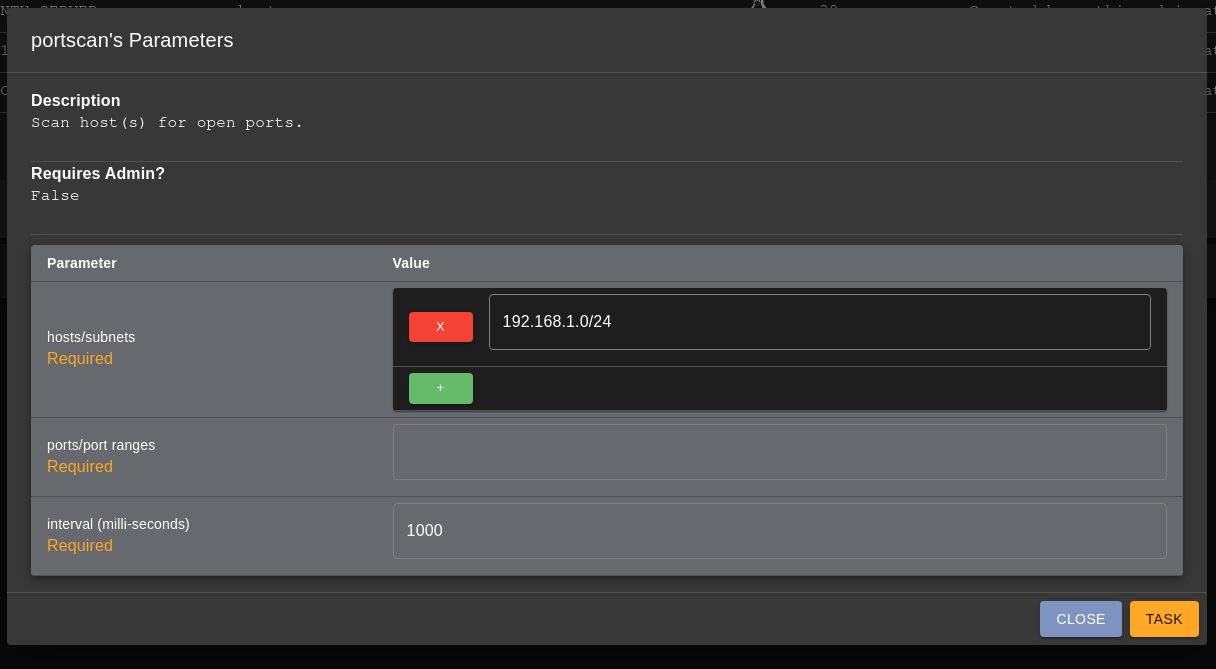 portscan's Parameters
Description
Scan host(s) for open ports.
Requires Admin?
False
Parameter Value
hosts/subnets
Required
X 192.168.1.0/24
+
ports/port ranges
Required
interval (milli-seconds)
Required
1000
CLOSE TASK